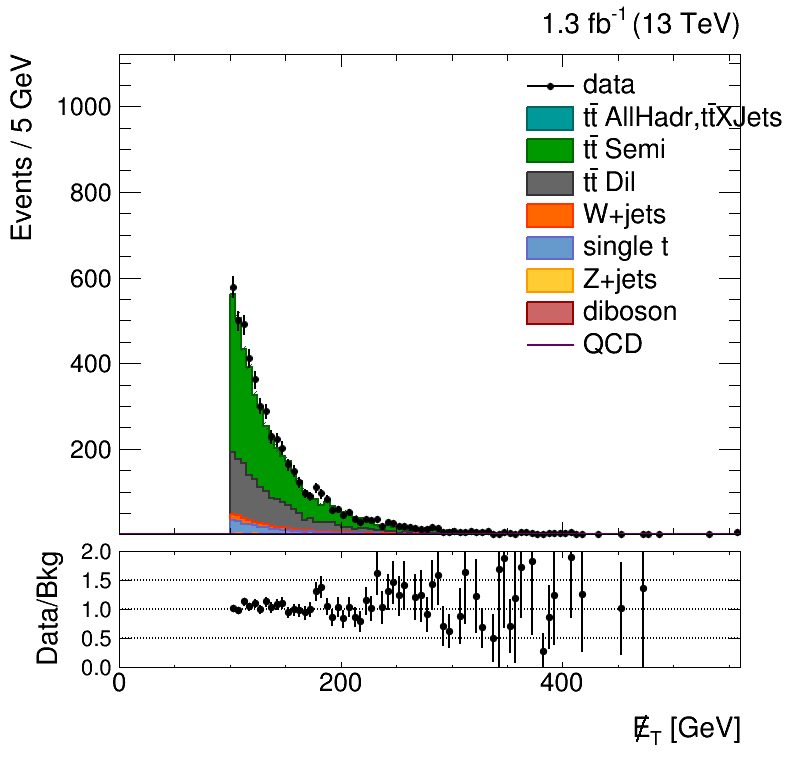 1.3 fb⁻¹ (13 TeV)
Events / 5 GeV
1000
800
600
400
200
data
tt̄ AllHadr,tt̄XJets
tt̄ Semi
tt̄ Dil
W+jets
single t
Z+jets
diboson
QCD
Data/Bkg
2.0
1.5
1.0
0.5
0.0
0 200 400
E̸_T [GeV]